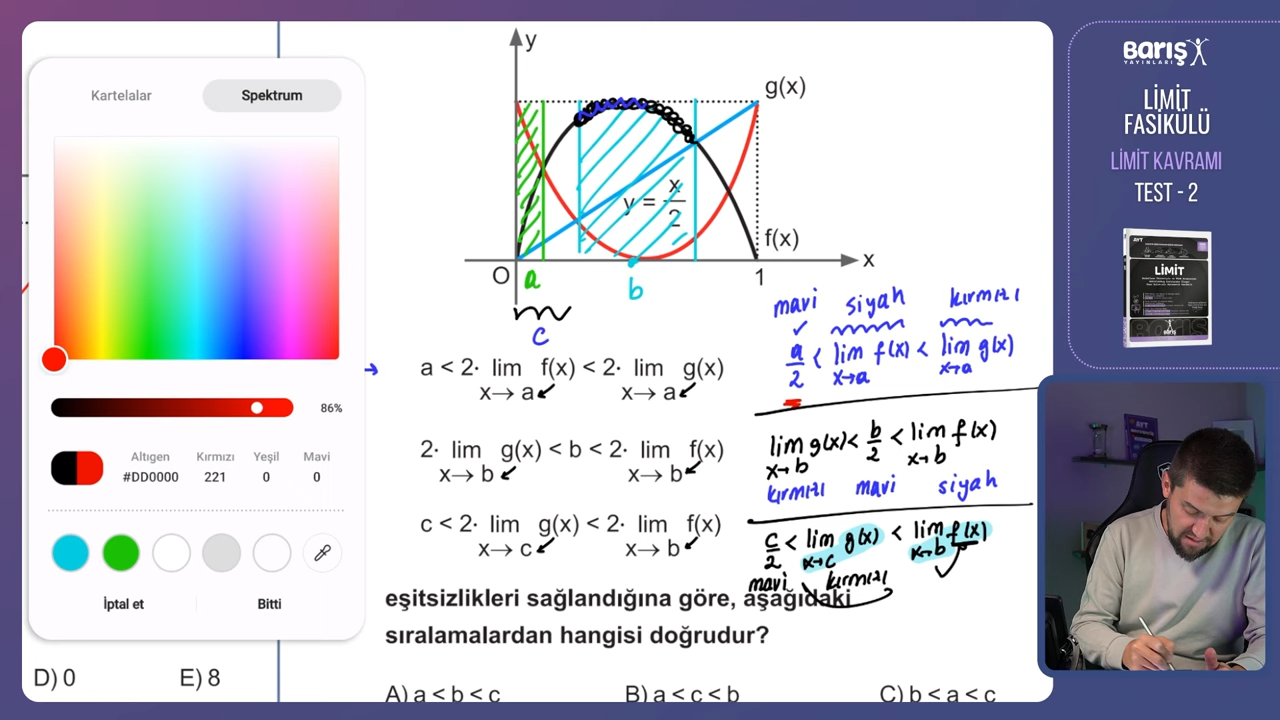 Kartelalar
Spektrum
86%
Altıgen
Kırmızı
Yeşil
Mavi
#DD0000
221
0
0
İptal et
Bitti
D) 0
E) 8
y
g(x)
y = x/2
f(x)
O
a
b
1
x
c
a < 2· lim f(x) < 2· lim g(x)
x→ a x→ a
2· lim g(x) < b < 2· lim f(x)
x→ b x→ b
c < 2· lim g(x) < 2· lim f(x)
x→ c x→ b
mavi siyah kırmızı
a/2 < lim f(x) < lim g(x)
x→a x→a
lim g(x) < b/2 < lim f(x)
x→b x→b
kırmızı mavi siyah
c/2 < lim g(x) < lim f(x)
x→c x→b
mavi kırmızı
eşitsizlikleri sağlandığına göre, aşağıdaki
sıralamalardan hangisi doğrudur?
A) a < b < c
B) a < c < b
C) b < a < c
BARIŞ
YAYINLARI
LİMİT
FASİKÜLÜ
LİMİT KAVRAMI
TEST - 2
AYT
LİMİT
BARIŞ